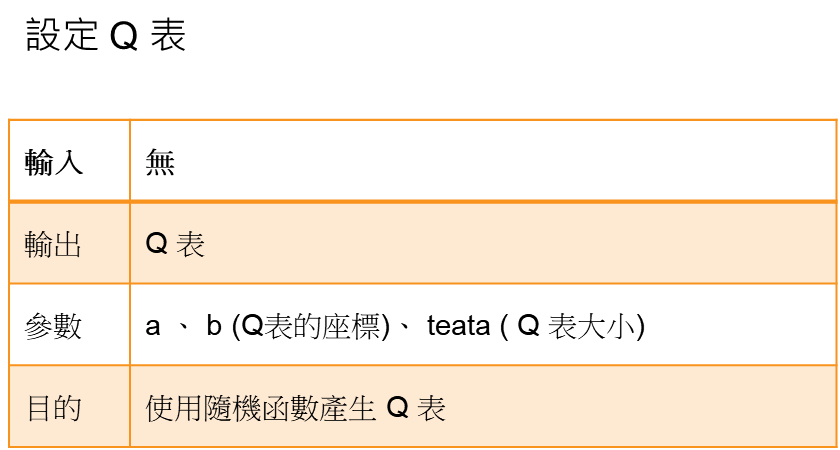 設定 Q 表
輸入 無
輸出 Q 表
參數 a 、 b (Q表的座標)、 teata ( Q 表大小)
目的 使用隨機函數產生 Q 表